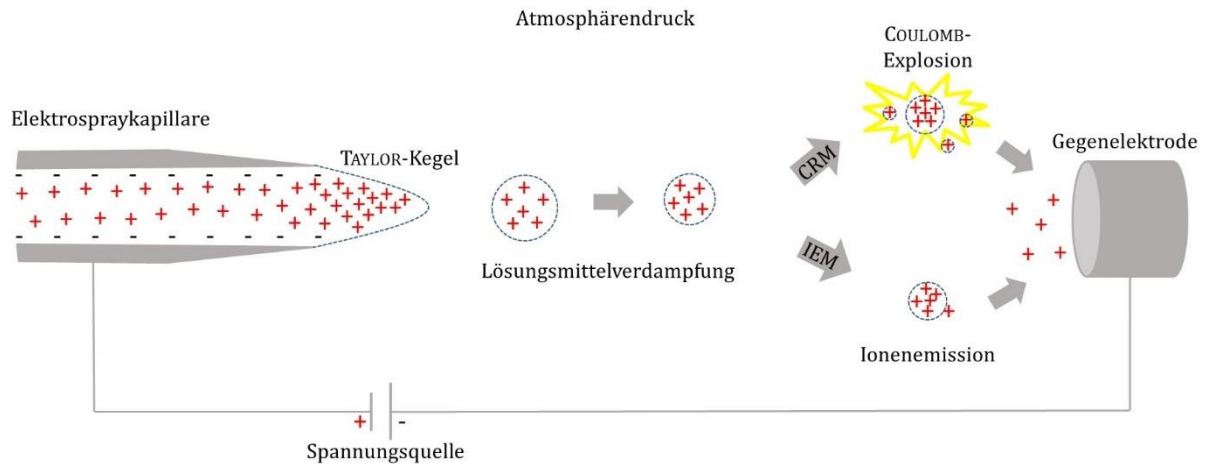 Atmosphärendruck
COULOMB-
Explosion
Elektrospraykapillare
TAYLOR-Kegel
Gegenelektrode
CRM
Lösungsmittelverdampfung
IEM
Ionenemission
+ -
Spannungsquelle